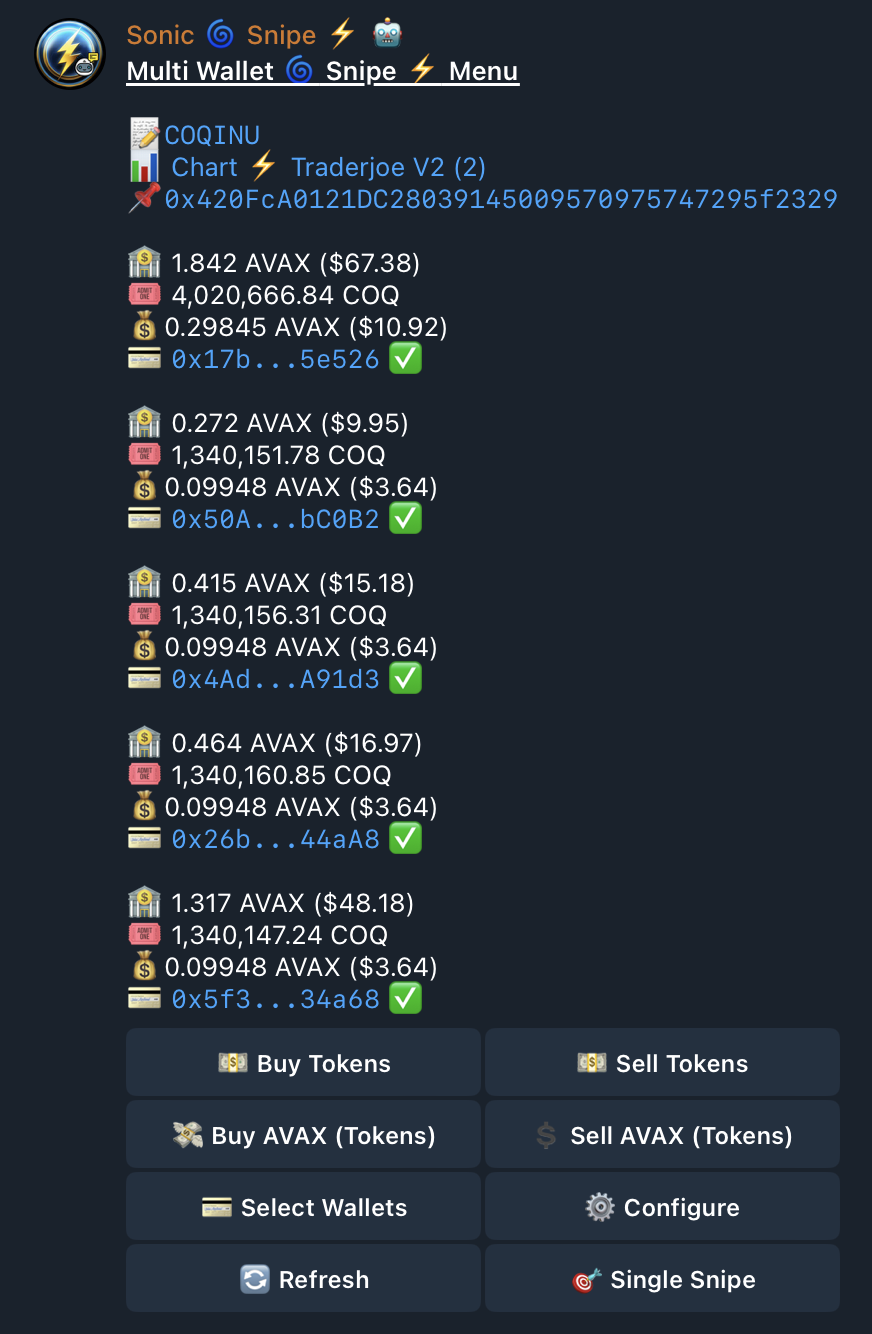 Sonic 🌀 Snipe ⚡ 🤖
Multi Wallet 🌀 Snipe ⚡ Menu
📝COQINU
📊 Chart ⚡ Traderjoe V2 (2)
📌0x420FcA0121DC28039145009570975747295f2329
🏦 1.842 AVAX ($67.38)
🎟 4,020,666.84 COQ
💰0.29845 AVAX ($10.92)
💳 0x17b...5e526 ✅
🏦 0.272 AVAX ($9.95)
🎟 1,340,151.78 COQ
💰0.09948 AVAX ($3.64)
💳 0x50A...bC0B2 ✅
🏦 0.415 AVAX ($15.18)
🎟 1,340,156.31 COQ
💰0.09948 AVAX ($3.64)
💳 0x4Ad...A91d3 ✅
🏦 0.464 AVAX ($16.97)
🎟 1,340,160.85 COQ
💰0.09948 AVAX ($3.64)
💳 0x26b...44aA8 ✅
🏦 1.317 AVAX ($48.18)
🎟 1,340,147.24 COQ
💰0.09948 AVAX ($3.64)
💳 0x5f3...34a68 ✅
💵 Buy Tokens
💵 Sell Tokens
💸 Buy AVAX (Tokens)
💲 Sell AVAX (Tokens)
💳 Select Wallets
⚙️ Configure
🔄 Refresh
🎯 Single Snipe